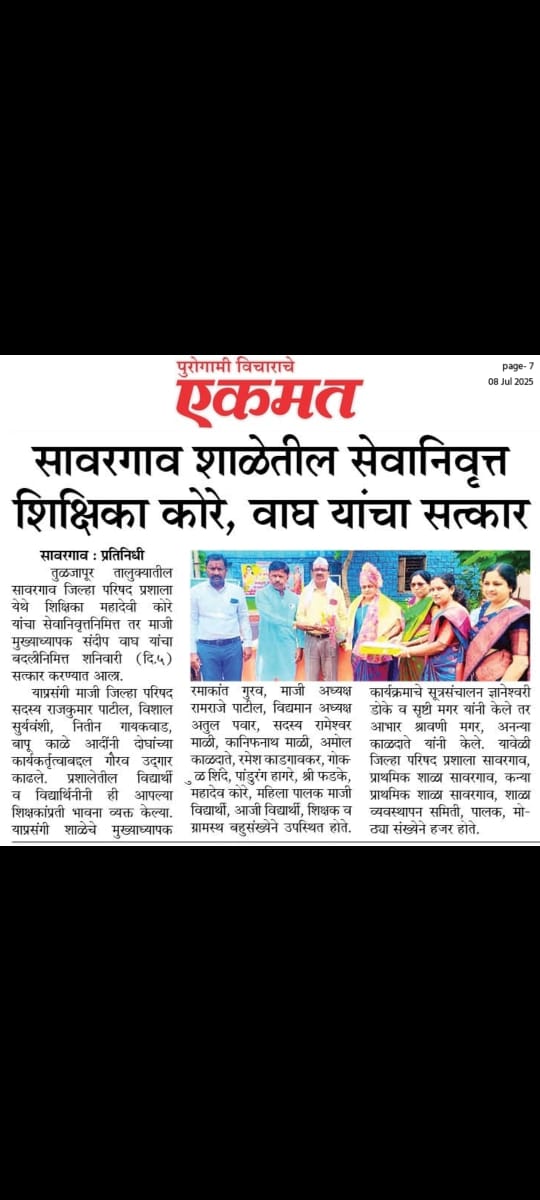 पुरोगामी विचाराचे
एकमत
page- 7
08 Jul 2025
सावरगाव शाळेतील सेवानिवृत्त
शिक्षिका कोरे, वाघ यांचा सत्कार
सावरगाव : प्रतिनिधी
तुळजापूर तालुक्यातील
सावरगाव जिल्हा परिषद प्रशाला
येथे शिक्षिका महादेवी कोरे
यांचा सेवानिवृत्तनिमित्त तर माजी
मुख्याध्यापक संदीप वाघ यांचा
बदलीनिमित्त शनिवारी (दि.५)
सत्कार करण्यात आला.
याप्रसंगी माजी जिल्हा परिषद
सदस्य राजकुमार पाटील, विशाल
सुर्यवंशी, नितीन गायकवाड,
बापू काळे आदींनी दोघांच्या
कार्यकर्तृत्वाबद्दल गौरव उद्गार
काढले. प्रशालेतील विद्यार्थी
व विद्यार्थिनीनी ही आपल्या
शिक्षकांप्रती भावना व्यक्त केल्या.
याप्रसंगी शाळेचे मुख्याध्यापक
रमाकांत गुरव, माजी अध्यक्ष
रामराजे पाटील, विद्यमान अध्यक्ष
अतुल पवार, सदस्य रामेश्वर
माळी, कानिफनाथ माळी, अमोल
काळदाते, रमेश काडगावकर, गोक-
ुळ शिंदे, पांडुरंग हागरे, श्री फडके,
महादेव कोरे, महिला पालक माजी
विद्यार्थी, आजी विद्यार्थी, शिक्षक व
ग्रामस्थ बहुसंख्येने उपस्थित होते.
कार्यक्रमाचे सूत्रसंचालन ज्ञानेश्वरी
डोके व सृष्टी मगर यांनी केले तर
आभार श्रावणी मगर, अनन्या
काळदाते यांनी केले. यावेळी
जिल्हा परिषद प्रशाला सावरगाव,
प्राथमिक शाळा सावरगाव, कन्या
प्राथमिक शाळा सावरगाव, शाळा
व्यवस्थापन समिती, पालक, मो-
ठ्या संख्येने हजर होते.